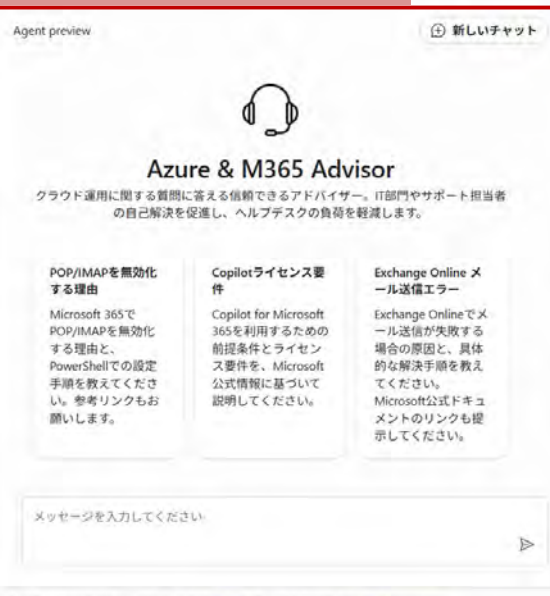 Agent preview
新しいチャット
Azure & M365 Advisor
クラウド運用に関する質問に答える信頼できるアドバイザー。IT部門やサポート担当者
の自己解決を促進し、ヘルプデスクの負荷を軽減します。
POP/IMAPを無効化
する理由
Microsoft 365で
POP/IMAPを無効化
する理由と、
PowerShellでの設定
手順を教えてくださ
い。参考リンクもお
願いします。
Copilotライセンス要
件
Copilot for Microsoft
365を利用するための
前提条件とライセン
ス要件を、Microsoft
公式情報に基づいて
説明してください。
Exchange Online メ
ール送信エラー
Exchange Onlineでメ
ール送信が失敗する
場合の原因と、具体
的な解決手順を教え
てください。
Microsoft公式ドキュ
メントのリンクも提
示してください。
メッセージを入力してください